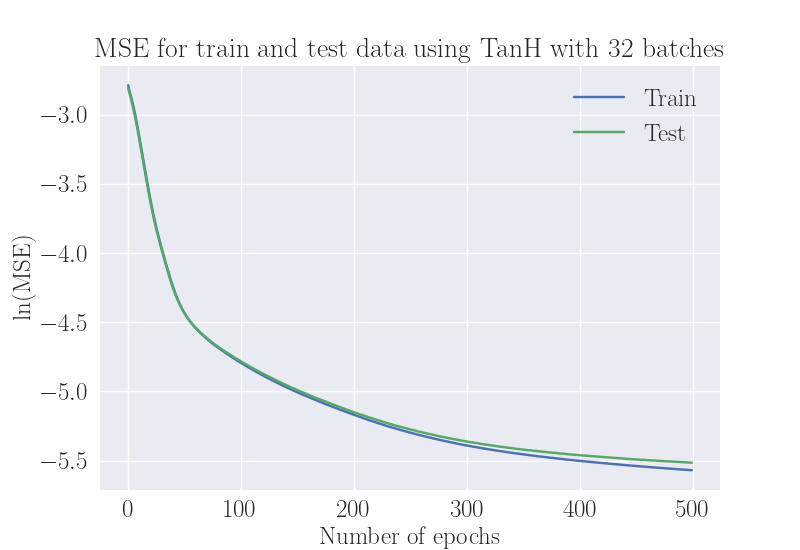 MSE for train and test data using TanH with 32 batches
Train
Test
ln(MSE)
−3.0
−3.5
−4.0
−4.5
−5.0
−5.5
0 100 200 300 400 500
Number of epochs